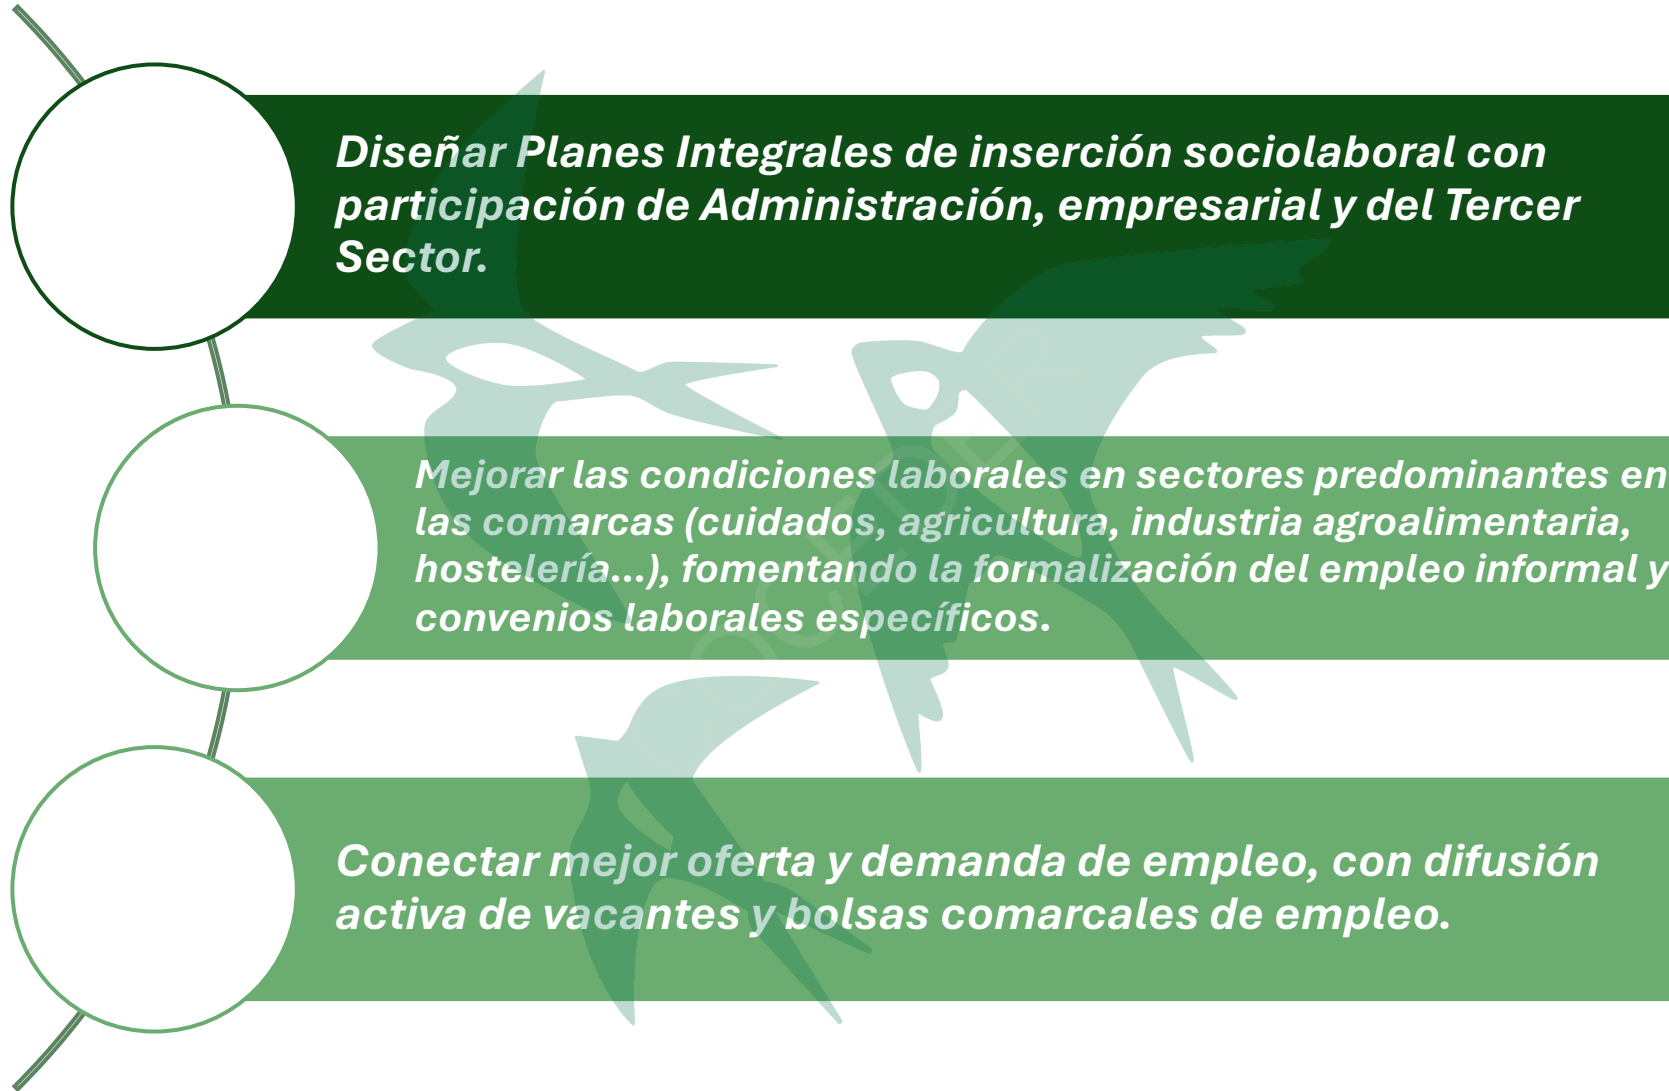 Diseñar Planes Integrales de inserción sociolaboral con
participación de Administración, empresarial y del Tercer
Sector.
Mejorar las condiciones laborales en sectores predominantes en
las comarcas (cuidados, agricultura, industria agroalimentaria,
hostelería...), fomentando la formalización del empleo informal y
convenios laborales específicos.
Conectar mejor oferta y demanda de empleo, con difusión
activa de vacantes y bolsas comarcales de empleo.